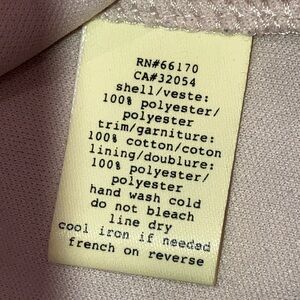 RN#66170
CA#32054
shell/veste:
100% polyester/
polyester
trim/garniture:
100% cotton/coton
lining/doublure:
100% polyester/
polyester
hand wash cold
do not bleach
line dry
cool iron if needed
french on reverse